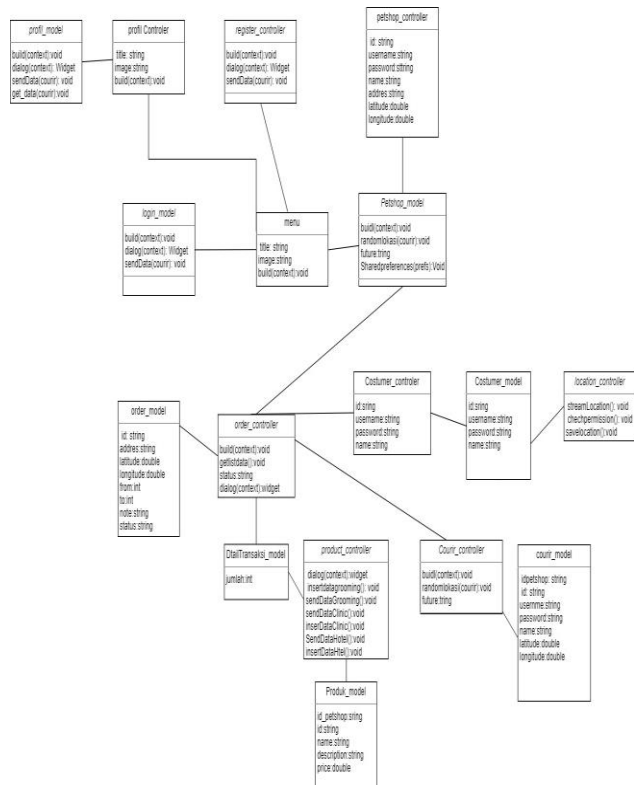 profil_model
build(context):void
dialog(context): Widget
sendData(courir): void
get_data(courir):void
profil Controler
title: string
image:string
build(context):void
register_controller
build(context):void
dialog(context): Widget
sendData(courir): void
petshop_controller
id: string
username:string
password:sttring
name:string
addres:string
latitude:double
longitude:double
login_model
build(context):void
dialog(context): Widget
sendData(courir): void
menu
title: string
image:string
build(context):void
Petshop_model
buidl(context):void
randomlokasi(courir):void
future:tring
Sharedpreferences(prefs):Void
order_model
id: string
addres:string
latitude:double
longitude:double
from:int
to:int
note:string
status:string
order_controller
build(context):void
getlistdata():void
status:string
dialog(context):widget
Costumer_controler
id:sring
username:string
password:string
name:string
Costumer_model
id:sring
username:string
password:string
name:string
location_controller
streamLocation(): void
chechpermission(): void
savelocation():void
DtailTransaksi_model
jumlah:int
product_controller
dialog(context):widget
insertdatagrooming(): void
sendDataGrooming():void
sendDataClinic():void
inserDataClinic():void
SendDataHotel():void
insertDataHtel():void
Courir_controller
buidl(context):void
randomlokasi(courir):void
future:tring
courir_model
idpetshop: string
id: string
usernme:string
password:string
name:string
latitude:double
longitude:double
Produk_model
id_petshop:sring
id:string
name:string
description:string
price:double